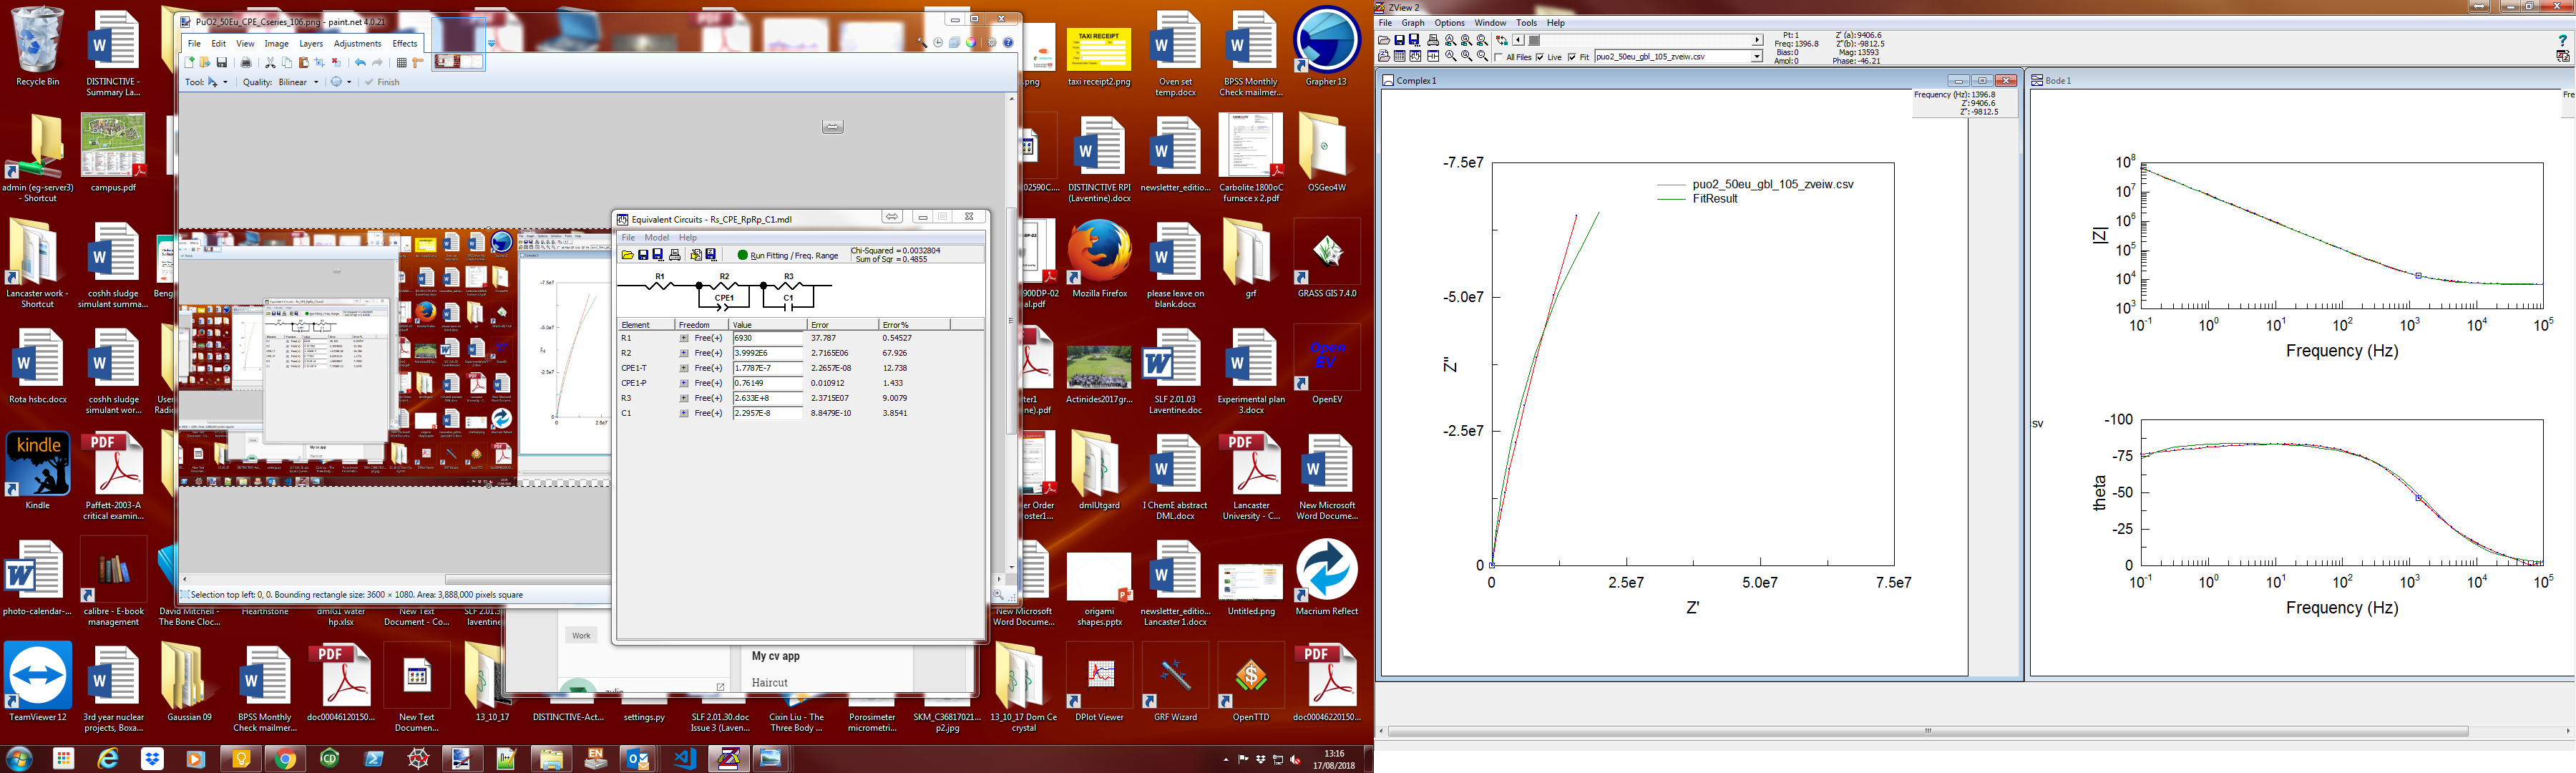 PuO2_50Eu_CPE_Cseries_106.png - paint.net 4.0.21
File Edit View Image Layers Adjustments Effects
Tool: Quality: Bilinear Finish
Selection top left: 0, 0. Bounding rectangle size: 3600 × 1080. Area: 3,888,000 pixels square
Equivalent Circuits - Rs_CPE_RpRp_C1.mdl
File Model Help
Run Fitting / Freq. Range
Chi-Squared = 0.0032804
Sum of Sqr = 0.4855
R1 R2 R3
CPE1 C1
Element Freedom Value Error Error%
R1 Free(+) 6930 37.787 0.54527
R2 Free(+) 3.9992E6 2.7165E06 67.926
CPE1-T Free(+) 1.7787E-7 2.2657E-08 12.738
CPE1-P Free(+) 0.76149 0.010912 1.433
R3 Free(+) 2.633E+8 2.3715E07 9.0079
C1 Free(+) 2.2957E-8 8.8479E-10 3.8541
Work
My cv app
Haircut
Recycle Bin
DISTINCTIVE - Summary La...
admin (eg-server3) - Shortcut
campus.pdf
Lancaster work - Shortcut
coshh sludge simulant summa...
Rota hsbc.docx
coshh sludge simulant wor...
kindle
Kindle
Paffett-2003-A critical examin...
photo-calendar-...
calibre - E-book management
David Mitchell - The Bone Cloc...
Hearthstone
dmlG1 water hp.xlsx
New Text Document - Co...
TeamViewer 12
3rd year nuclear projects, Boxa...
Gaussian 09
BPSS Monthly Check mailmer...
doc00046120150...
New Text Documen...
13_10_17
DISTINCTIVE-Act...
settings.py
SLF 2.01.30.doc Issue 3 (Laven...
Cixin Liu - The Three Body ...
Porosimeter micrometri...
SKM_C36817021... p2.jpg
13_10_17 Dom Ce crystal
DPlot Viewer
GRF Wizard
OpenTTD
doc00046220150...
TAXI RECEIPT
taxi receipt2.png
Oven set temp.docx
BPSS Monthly Check mailmer...
Grapher 13
DISTINCTIVE RPI (Laventine).docx
newsletter_editio...
Carbolite 1800oC furnace x 2.pdf
OSGeo4W
Mozilla Firefox
please leave on blank.docx
grf
GRASS GIS 7.4.0
Actinides2017gr...
SLF 2.01.03 Laventine.doc
Experimental plan 3.docx
OpenEV
dmlUtgard
I ChemE abstract DML.docx
Lancaster University - C...
New Microsoft Word Docume...
New Microsoft Word Docume...
origami shapes.pptx
newsletter_editio... Lancaster 1.docx
Untitled.png
Macrium Reflect
13:16
17/08/2018
ZView 2
File Graph Options Window Tools Help
All Files Live Fit puo2_50eu_gbl_105_zveiw.csv
Pt: 1
Freq: 1396.8
Bias: 0
Ampl: 0
Z'(a): 9406.6
Z''(b): -9812.5
Mag: 13593
Phase: -46.21
Complex 1
Frequency (Hz): 1396.8
Z': 9406.6
Z'': -9812.5
puo2_50eu_gbl_105_zveiw.csv
FitResult
-7.5e7
-5.0e7
-2.5e7
0
Z''
0 2.5e7 5.0e7 7.5e7
Z'
Bode 1
Fre
sv
|Z|
10^8
10^7
10^6
10^5
10^4
10^3
10^-1 10^0 10^1 10^2 10^3 10^4 10^5
Frequency (Hz)
theta
-100
-75
-50
-25
0
10^-1 10^0 10^1 10^2 10^3 10^4 10^5
Frequency (Hz)